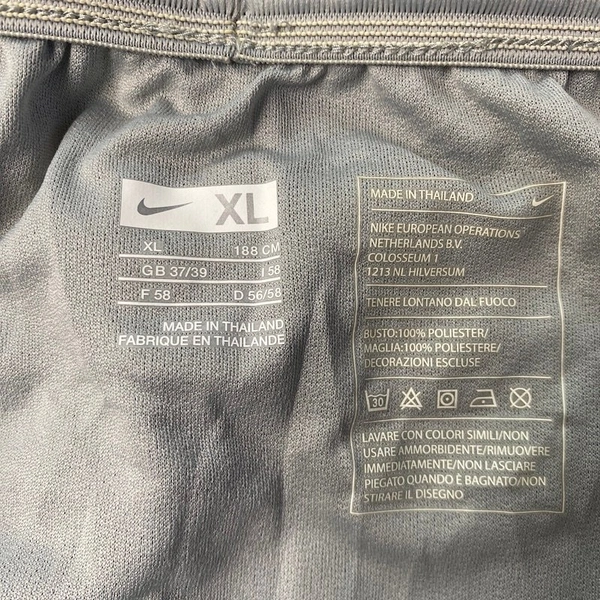 XL
XL 188 CM
GB 37/39 I 58
F 58 D 56/58
MADE IN THAILAND
FABRIQUE EN THAILANDE
MADE IN THAILAND
NIKE EUROPEAN OPERATIONS
NETHERLANDS B.V.
COLOSSEUM 1
1213 NL HILVERSUM
TENERE LONTANO DAL FUOCO
BUSTO:100% POLIESTER/
MAGLIA:100% POLIESTERE/
DECORAZIONI ESCLUSE
30
LAVARE CON COLORI SIMILI/NON
USARE AMMORBIDENTE/RIMUOVERE
IMMEDIATAMENTE/NON LASCIARE
PIEGATO QUANDO È BAGNATO/NON
STIRARE IL DISEGNO